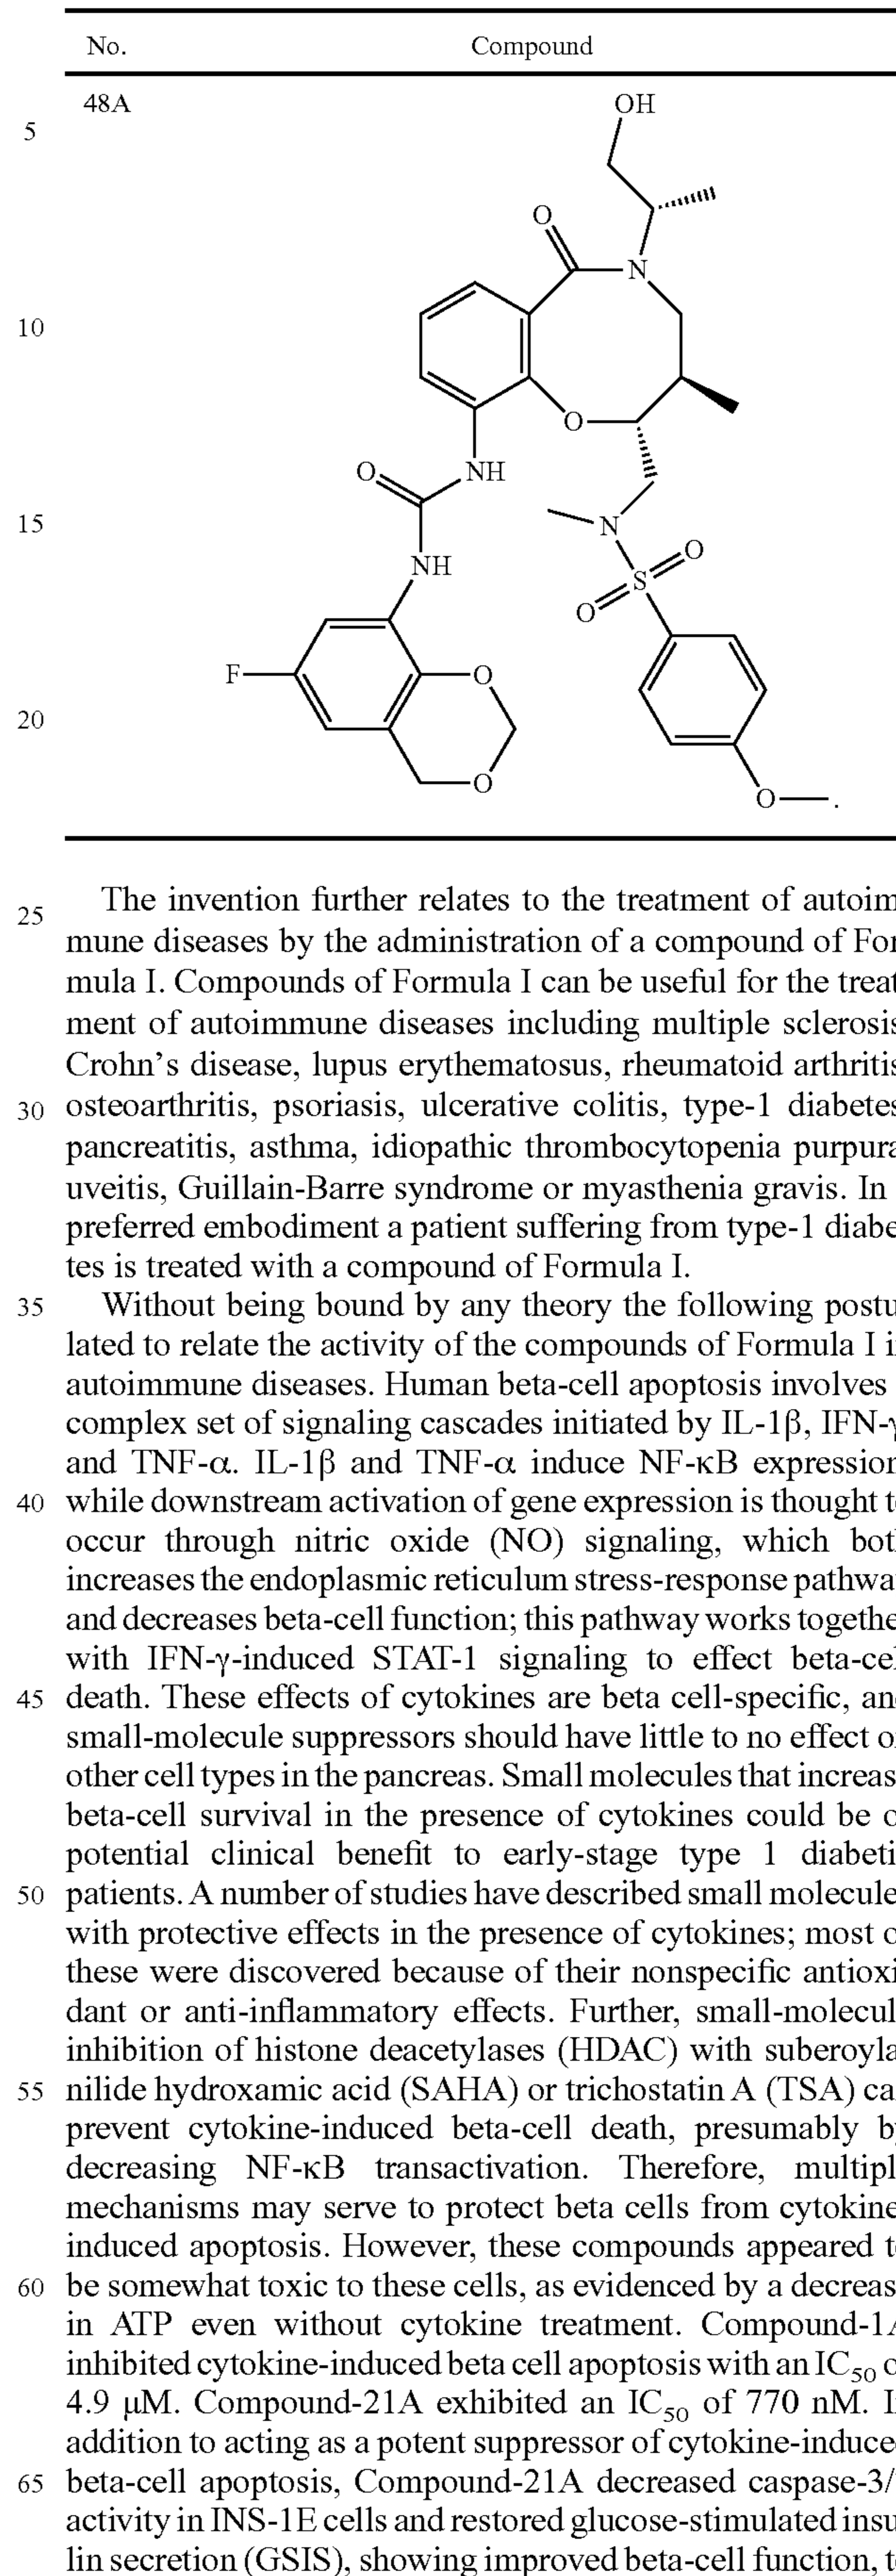 No. Compound
48A OH
5
O
N
10
O
O NH
15 N
O
NH S
O
F O
20
O
O .
25 The invention further relates to the treatment of autoim
mune diseases by the administration of a compound of For
mula I. Compounds of Formula I can be useful for the treat
ment of autoimmune diseases including multiple sclerosis
Crohn's disease, lupus erythematosus, rheumatoid arthritis
30 osteoarthritis, psoriasis, ulcerative colitis, type-1 diabetes
pancreatitis, asthma, idiopathic thrombocytopenia purpura
uveitis, Guillain-Barre syndrome or myasthenia gravis. In
preferred embodiment a patient suffering from type-1 diabe
tes is treated with a compound of Formula I.
35 Without being bound by any theory the following postu
lated to relate the activity of the compounds of Formula I i
autoimmune diseases. Human beta-cell apoptosis involves
complex set of signaling cascades initiated by IL-1β, IFN-γ
and TNF-α. IL-1β and TNF-α induce NF-κB expression
40 while downstream activation of gene expression is thought t
occur through nitric oxide (NO) signaling, which bot
increases the endoplasmic reticulum stress-response pathwa
and decreases beta-cell function; this pathway works togethe
with IFN-γ-induced STAT-1 signaling to effect beta-cel
45 death. These effects of cytokines are beta cell-specific, an
small-molecule suppressors should have little to no effect o
other cell types in the pancreas. Small molecules that increas
beta-cell survival in the presence of cytokines could be o
potential clinical benefit to early-stage type 1 diabeti
50 patients. A number of studies have described small molecule
with protective effects in the presence of cytokines; most o
these were discovered because of their nonspecific antioxi
dant or anti-inflammatory effects. Further, small-molecul
inhibition of histone deacetylases (HDAC) with suberoyla
55 nilide hydroxamic acid (SAHA) or trichostatin A (TSA) ca
prevent cytokine-induced beta-cell death, presumably b
decreasing NF-κB transactivation. Therefore, multipl
mechanisms may serve to protect beta cells from cytokine
induced apoptosis. However, these compounds appeared t
60 be somewhat toxic to these cells, as evidenced by a decreas
in ATP even without cytokine treatment. Compound-1A
inhibited cytokine-induced beta cell apoptosis with an IC50 o
4.9 μM. Compound-21A exhibited an IC50 of 770 nM. I
addition to acting as a potent suppressor of cytokine-induce
65 beta-cell apoptosis, Compound-21A decreased caspase-3/
activity in INS-1E cells and restored glucose-stimulated insu
lin secretion (GSIS), showing improved beta-cell function, t